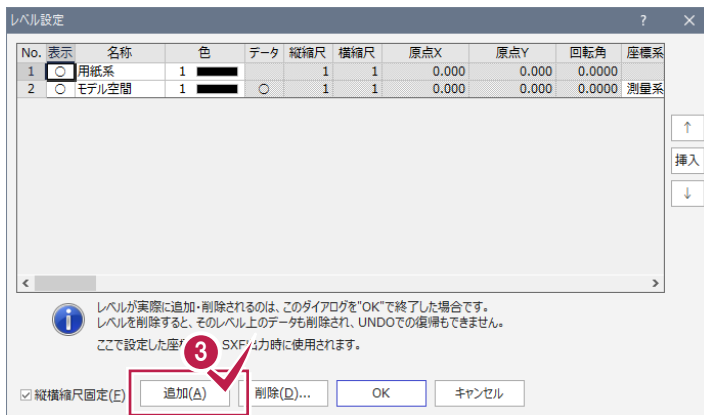 レベル設定 ? ×
No. 表示 名称 色 データ 縦縮尺 横縮尺 原点X 原点Y 回転角 座標系
1 ○ 用紙系 1 1 1 0.000 0.000 0.0000
2 ○ モデル空間 1 ○ 1 1 0.000 0.000 0.0000 測量系
↑
挿入
↓
レベルが実際に追加・削除されるのは、このダイアログを"OK"で終了した場合です。
レベルを削除すると、そのレベル上のデータも削除され、UNDOでの復帰もできません。
ここで設定した座 SXF 力時に使用されます。
3
縦横縮尺固定(F) 追加(A) 削除(D)... OK キャンセル